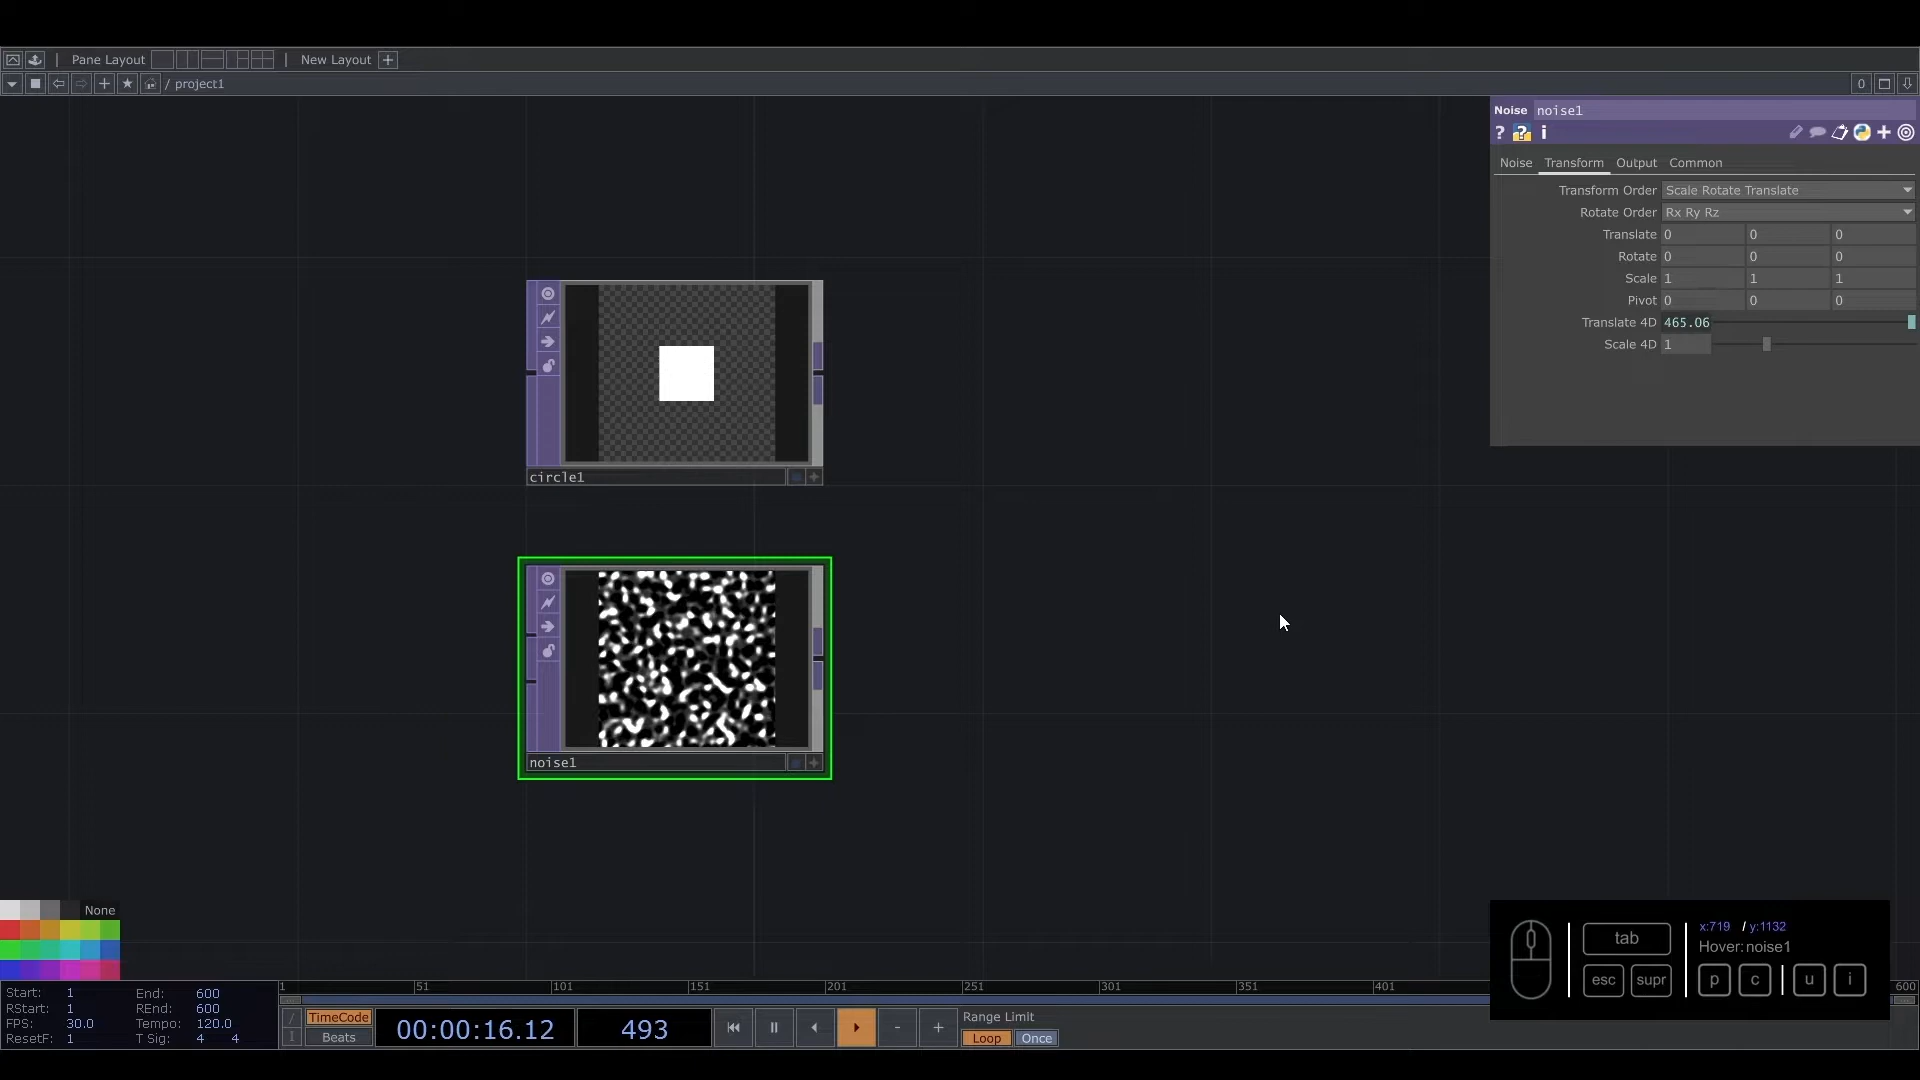 Pane Layout New Layout +
/ project1 0
Noise noise1
? ? i
Noise Transform Output Common
Transform Order Scale Rotate Translate
Rotate Order Rx Ry Rz
Translate 0 0 0
Rotate 0 0 0
Scale 1 1 1
Pivot 0 0 0
Translate 4D 465.06
Scale 4D 1
circle1
noise1
None
tab
esc supr
x:719 / y:1132
Hover: noise1
p c u i
Start: 1 End: 600
RStart: 1 REnd: 600
FPS: 30.0 Tempo: 120.0
ResetF: 1 T Sig: 4 4
1 51 101 151 201 251 301 351 401 600
/ TimeCode
I Beats
00:00:16.12 493 - +
Range Limit
Loop Once